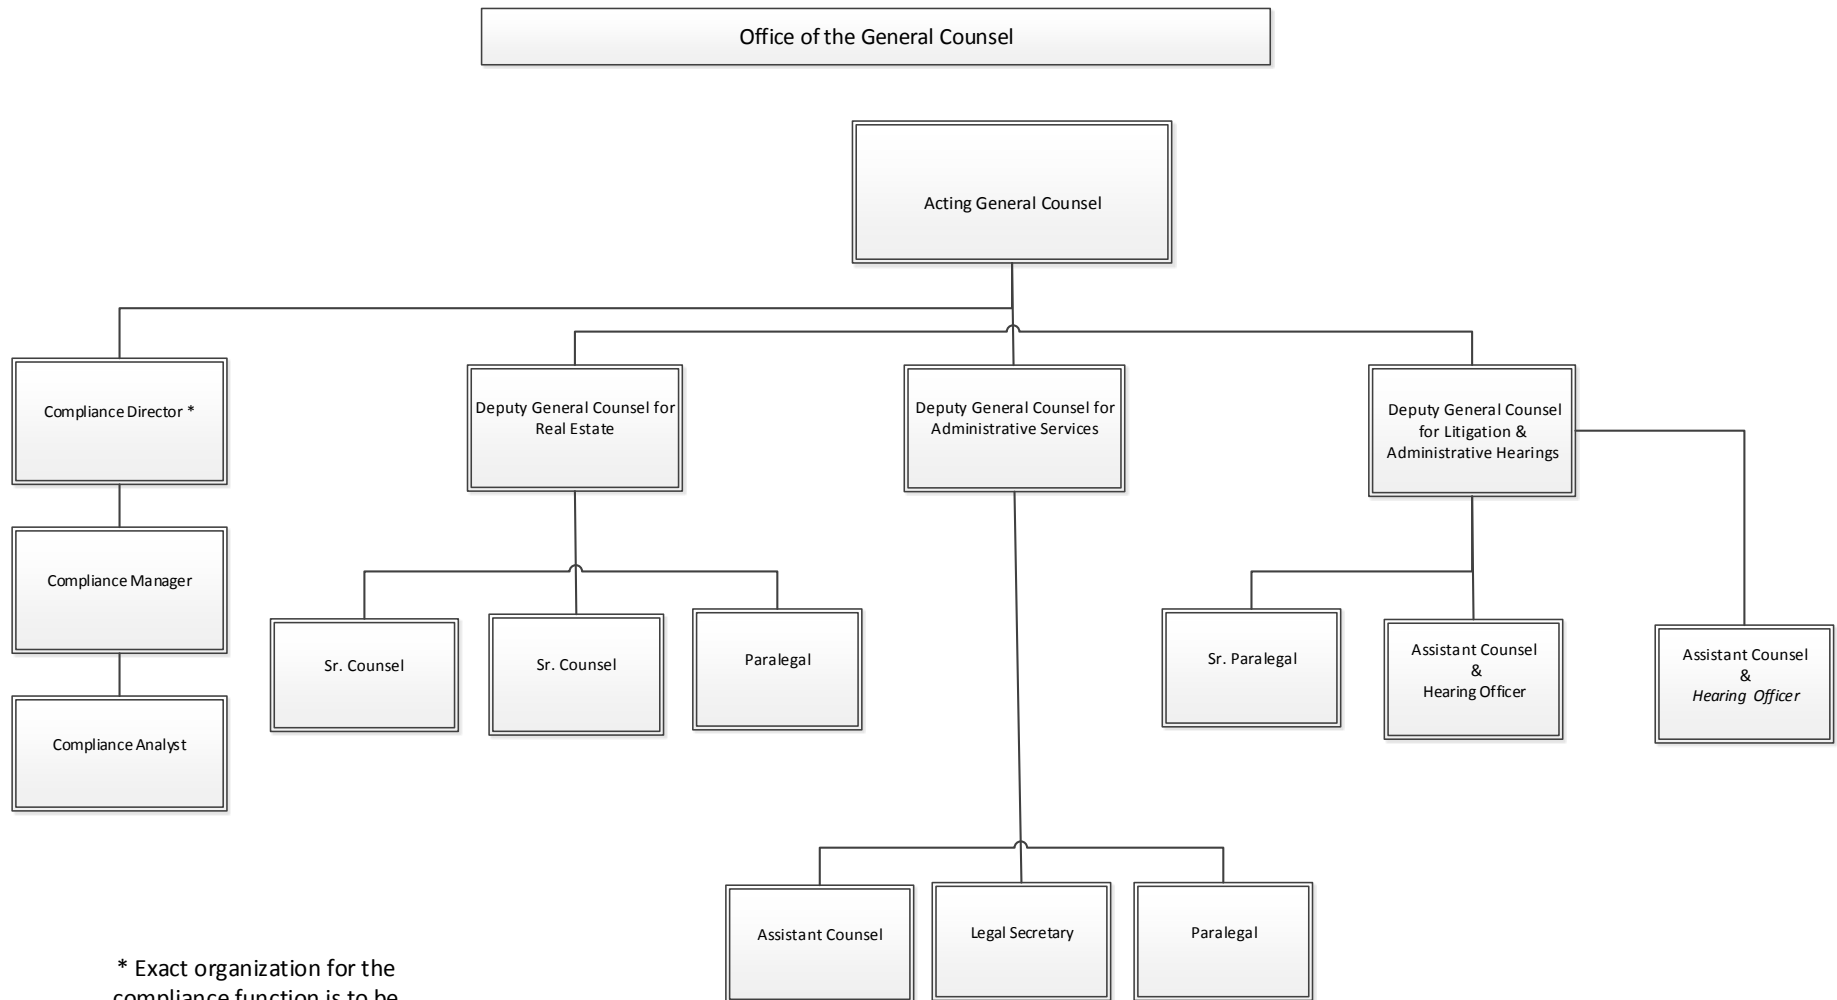 Office of the General Counsel
Acting General Counsel
Compliance Director *
Deputy General Counsel for
Real Estate
Deputy General Counsel for
Administrative Services
Deputy General Counsel
for Litigation &
Administrative Hearings
Compliance Manager
Sr. Counsel
Sr. Counsel
Paralegal
Sr. Paralegal
Assistant Counsel
&
Hearing Officer
Assistant Counsel
&
Hearing Officer
Compliance Analyst
Assistant Counsel
Legal Secretary
Paralegal
* Exact organization for the
compliance function is to be